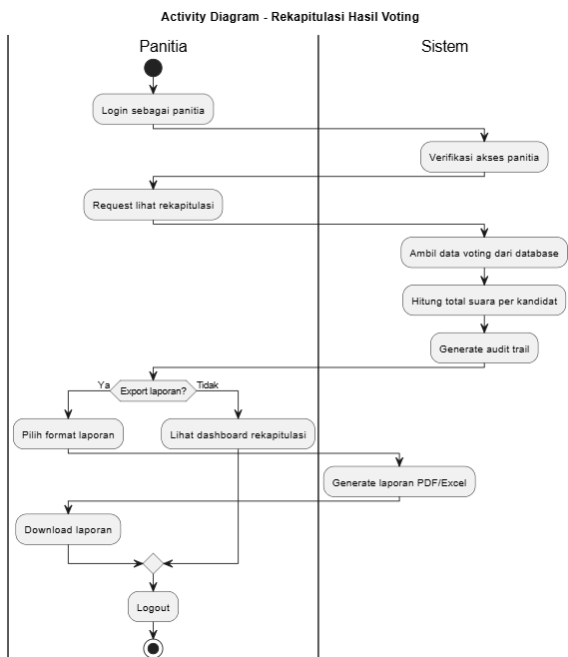 Activity Diagram - Rekapitulasi Hasil Voting
Panitia
Sistem
Login sebagai panitia
Verifikasi akses panitia
Request lihat rekapitulasi
Ambil data voting dari database
Hitung total suara per kandidat
Generate audit trail
Ya
Export laporan?
Tidak
Pilih format laporan
Lihat dashboard rekapitulasi
Generate laporan PDF/Excel
Download laporan
Logout